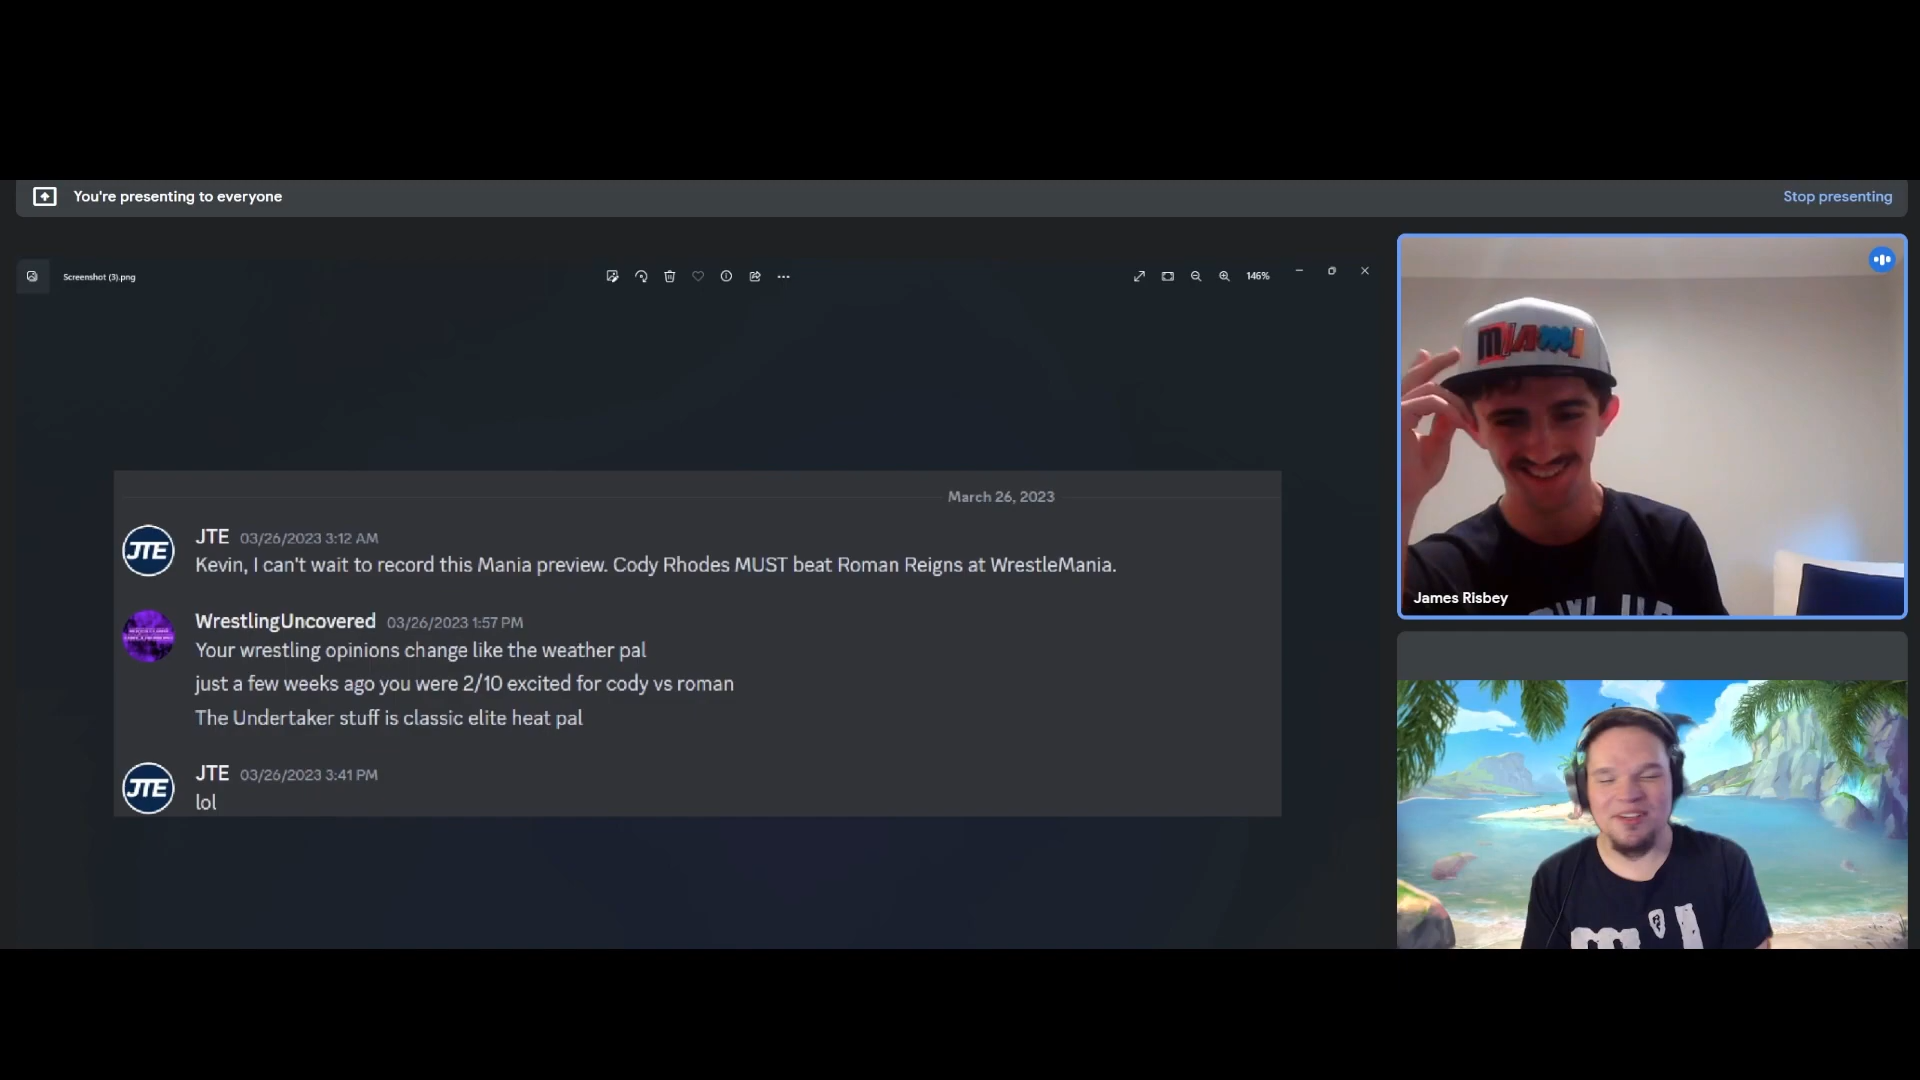 You're presenting to everyone
Stop presenting
Screenshot (3).png
146%
MIAMI
March 26, 2023
JTE 03/26/2023 3:12 AM
JTE
Kevin, I can't wait to record this Mania preview. Cody Rhodes MUST beat Roman Reigns at WrestleMania.
WrestlingUncovered 03/26/2023 1:57 PM
Your wrestling opinions change like the weather pal
just a few weeks ago you were 2/10 excited for cody vs roman
The Undertaker stuff is classic elite heat pal
JTE 03/26/2023 3:41 PM
JTE
lol
James Risbey